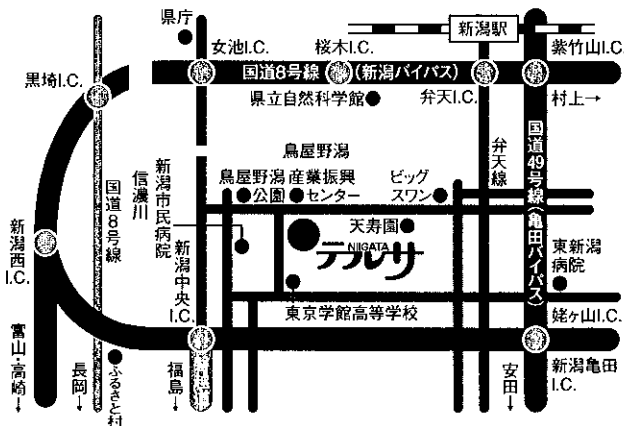 県庁
女池I.C.
桜木I.C.
新潟駅
紫竹山I.C.
黒埼I.C.
国道8号線
(新潟バイパス)
県立自然科学館
弁天I.C.
村上→
鳥屋野潟
弁天線
国道49号線(亀田バイパス)
国道8号線
信濃川
新潟市民病院
鳥屋野潟
公園
産業振興
センター
ビッグ
スワン
天寿園
NIIGATA
テルサ
新潟西
I.C.
新潟中央
I.C.
東新潟
病院
東京学館高等学校
姥ヶ山I.C.
富山・高崎
↓
長岡
↓
ふるさと村
福島
↓
安田
↓
新潟亀田
I.C.